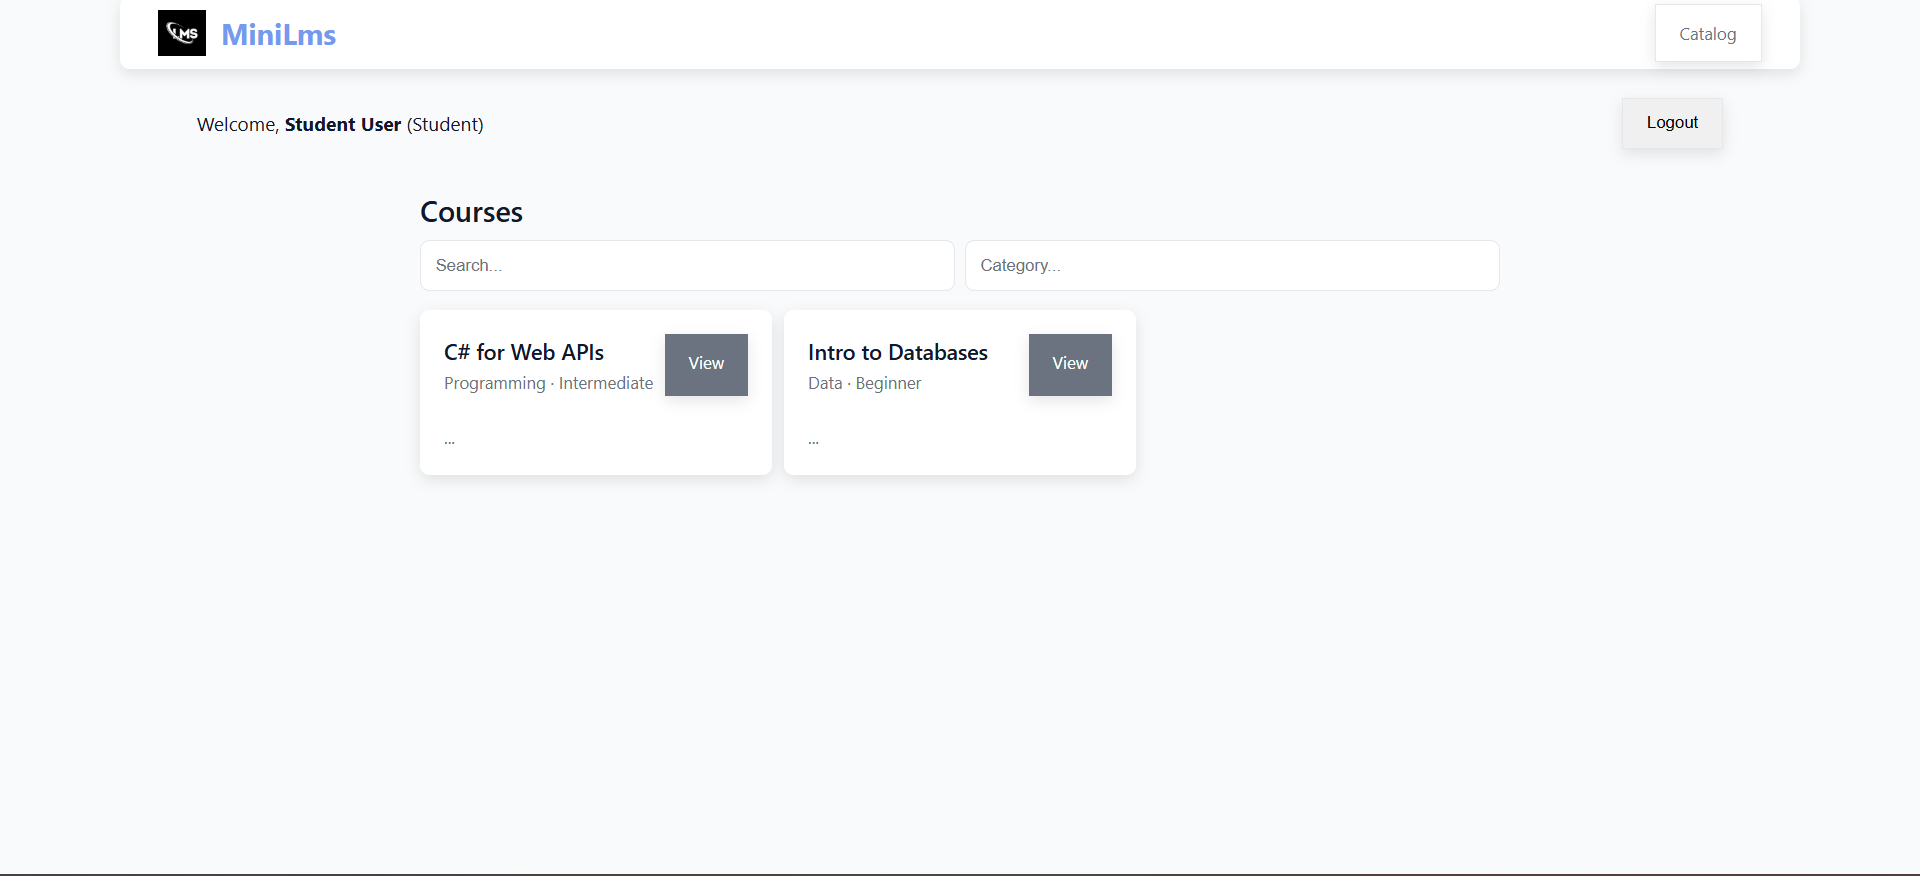 LMS MiniLms
Catalog
Welcome, Student User (Student)
Logout
Courses
Search...
Category...
C# for Web APIs
Programming · Intermediate
View
...
Intro to Databases
Data · Beginner
View
...